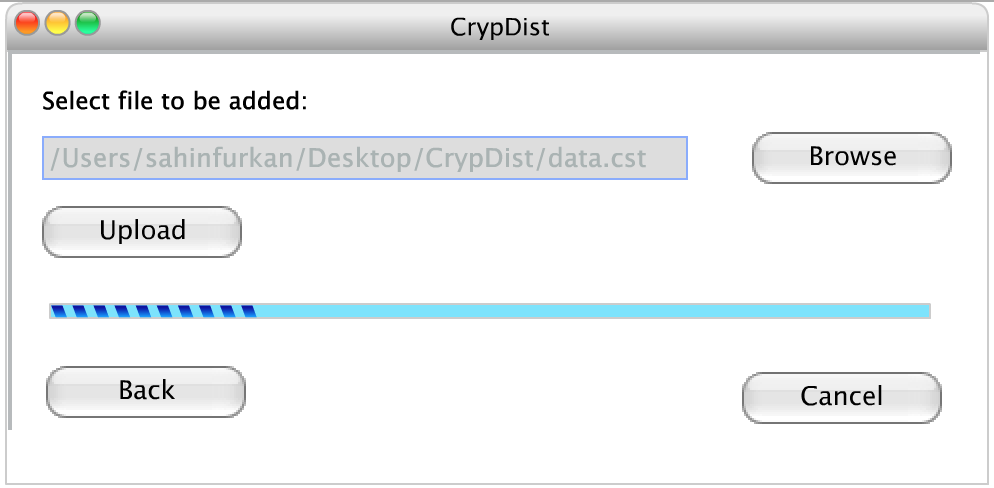 CrypDist
Select file to be added:
/Users/sahinfurkan/Desktop/CrypDist/data.cst
Browse
Upload
Back
Cancel